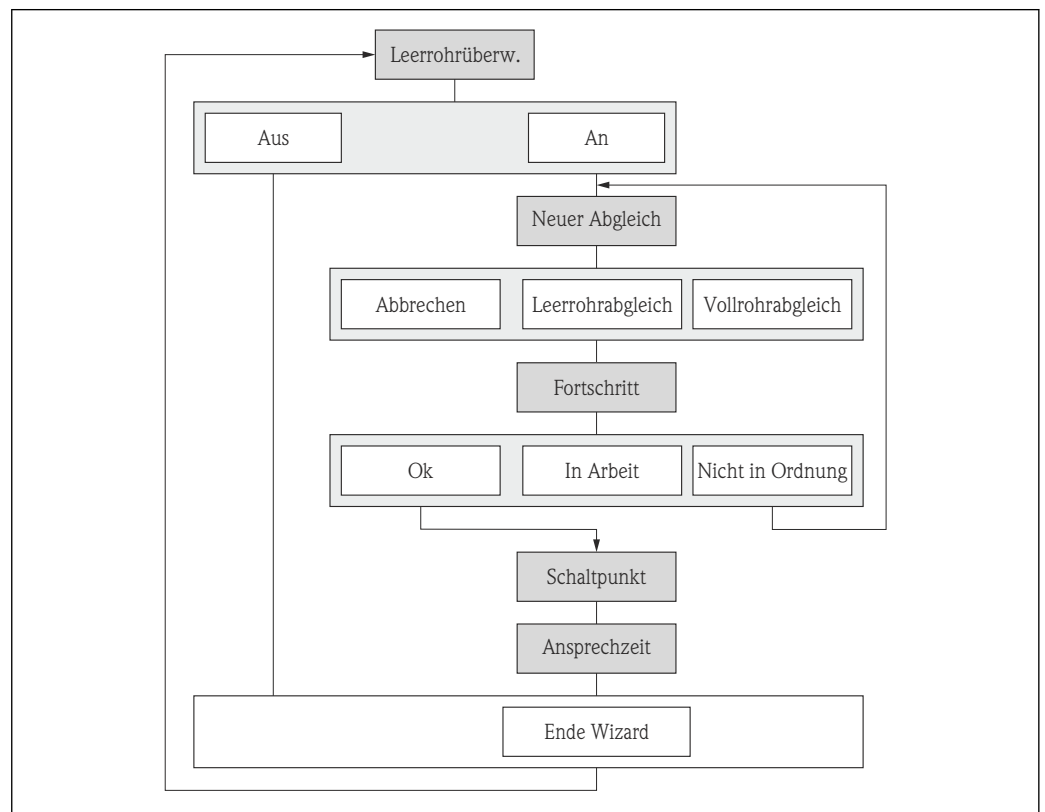 Leerrohrüberw.
Aus
An
Neuer Abgleich
Abbrechen
Leerrohrabgleich
Vollrohrabgleich
Fortschritt
Ok
In Arbeit
Nicht in Ordnung
Schaltpunkt
Ansprechzeit
Ende Wizard